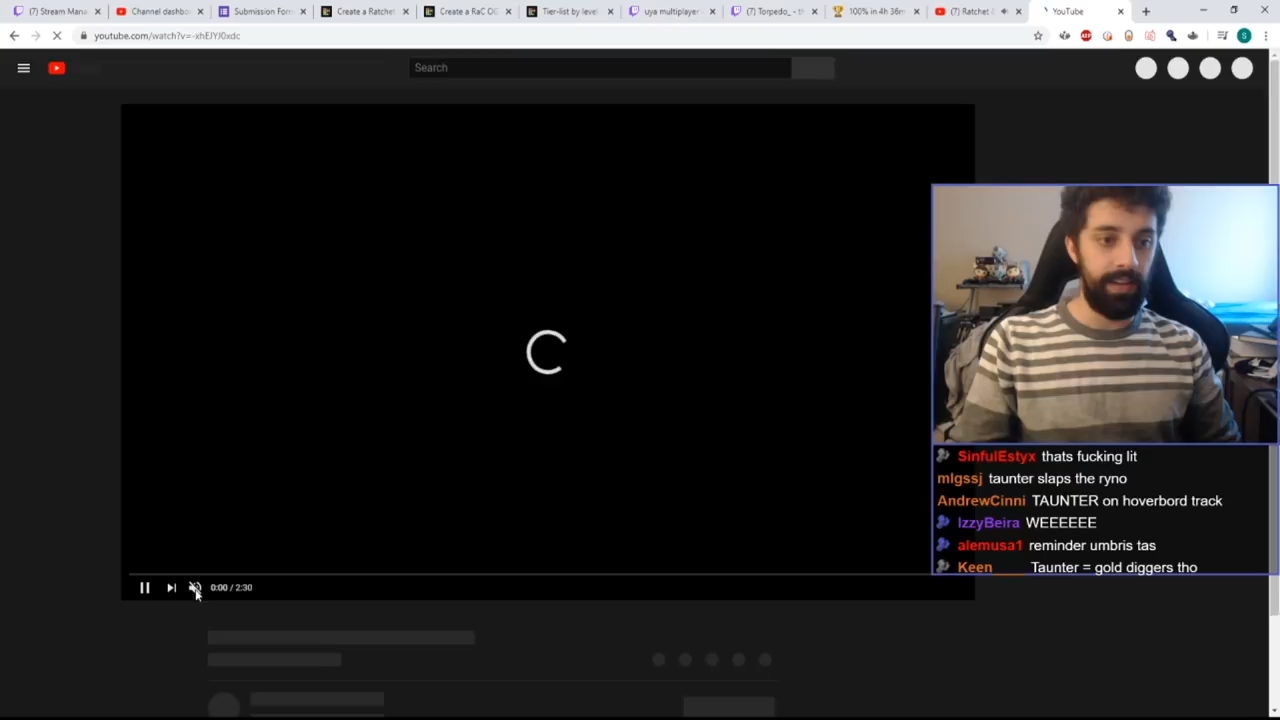 (7) Stream Mana
Channel dashbo
Submission Form
Create a Ratchet
Create a RaC OG
Tier-list by level
uya multiplayer
(7) Torpedo_ - t
100% in 4h 36m
(7) Ratchet &
YouTube
youtube.com/watch?v=-xhEJYJ0xdc
ABP
S
Search
SinfulEstyx thats fucking lit
mlgssj taunter slaps the ryno
AndrewCinni TAUNTER on hoverbord track
IzzyBeira WEEEEEE
alemusa1 reminder umbris tas
Keen Taunter = gold diggers tho
0:00 / 2:30